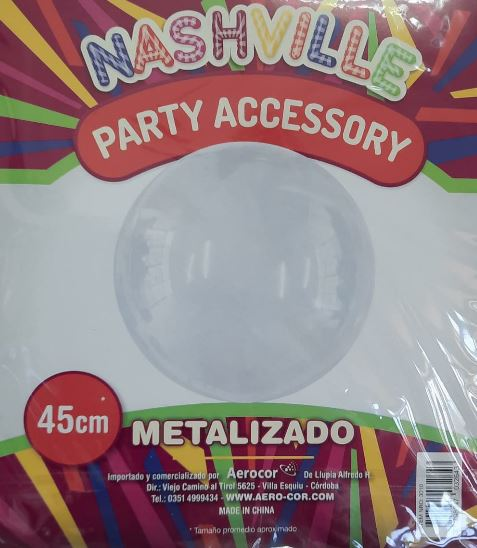 NASHVILLE
PARTY ACCESSORY
45cm*
METALIZADO
Importado y comercializado por Aerocor De Llupia Alfredo H.
Dir.: Viejo Camino al Tirol 5625 - Villa Esquiu - Córdoba
Tel.: 0351 4999434 - WWW.AERO-COR.COM
MADE IN CHINA
* Tamaño promedio aproximado